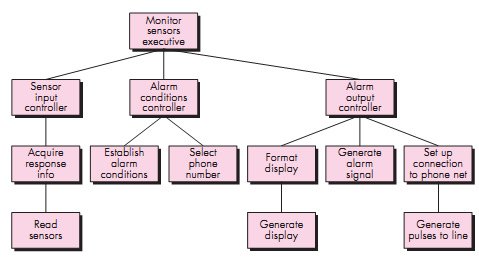 Monitor
sensors
executive
Sensor
input
controller
Alarm
conditions
controller
Alarm
output
controller
Acquire
response
info
Establish
alarm
conditions
Select
phone
number
Format
display
Generate
alarm
signal
Set up
connection
to phone net
Read
sensors
Generate
display
Generate
pulses to line